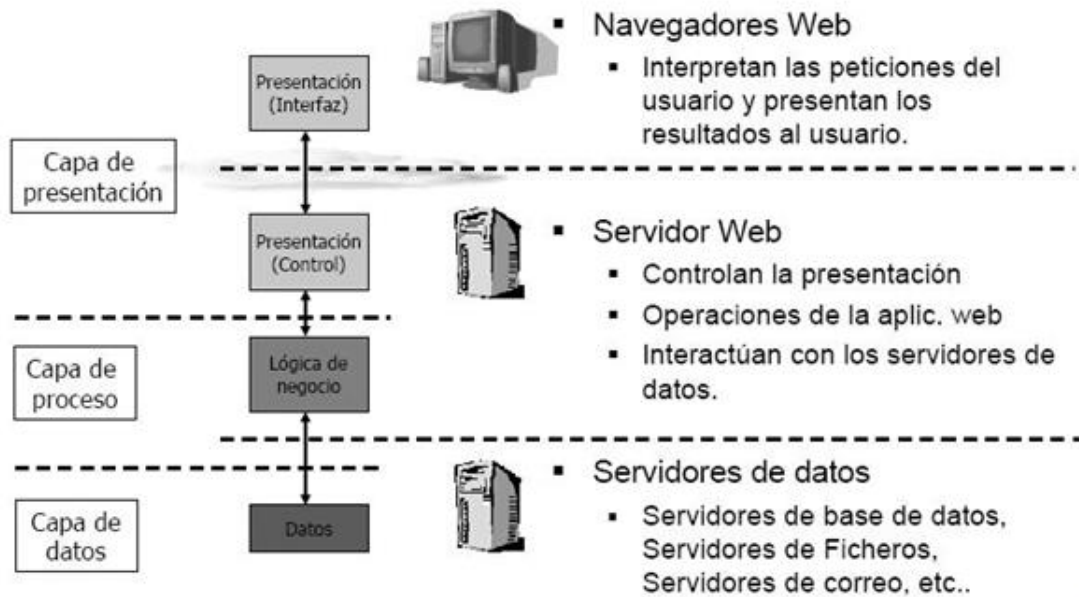 Presentación
(Interfaz)
▪ Navegadores Web
▪ Interpretan las peticiones del
usuario y presentan los
resultados al usuario.
Capa de
presentación
Presentación
(Control)
▪ Servidor Web
▪ Controlan la presentación
▪ Operaciones de la aplic. web
▪ Interactúan con los servidores de
datos.
Capa de
proceso
Lógica de
negocio
▪ Servidores de datos
▪ Servidores de base de datos,
Servidores de Ficheros,
Servidores de correo, etc..
Capa de
datos
Datos